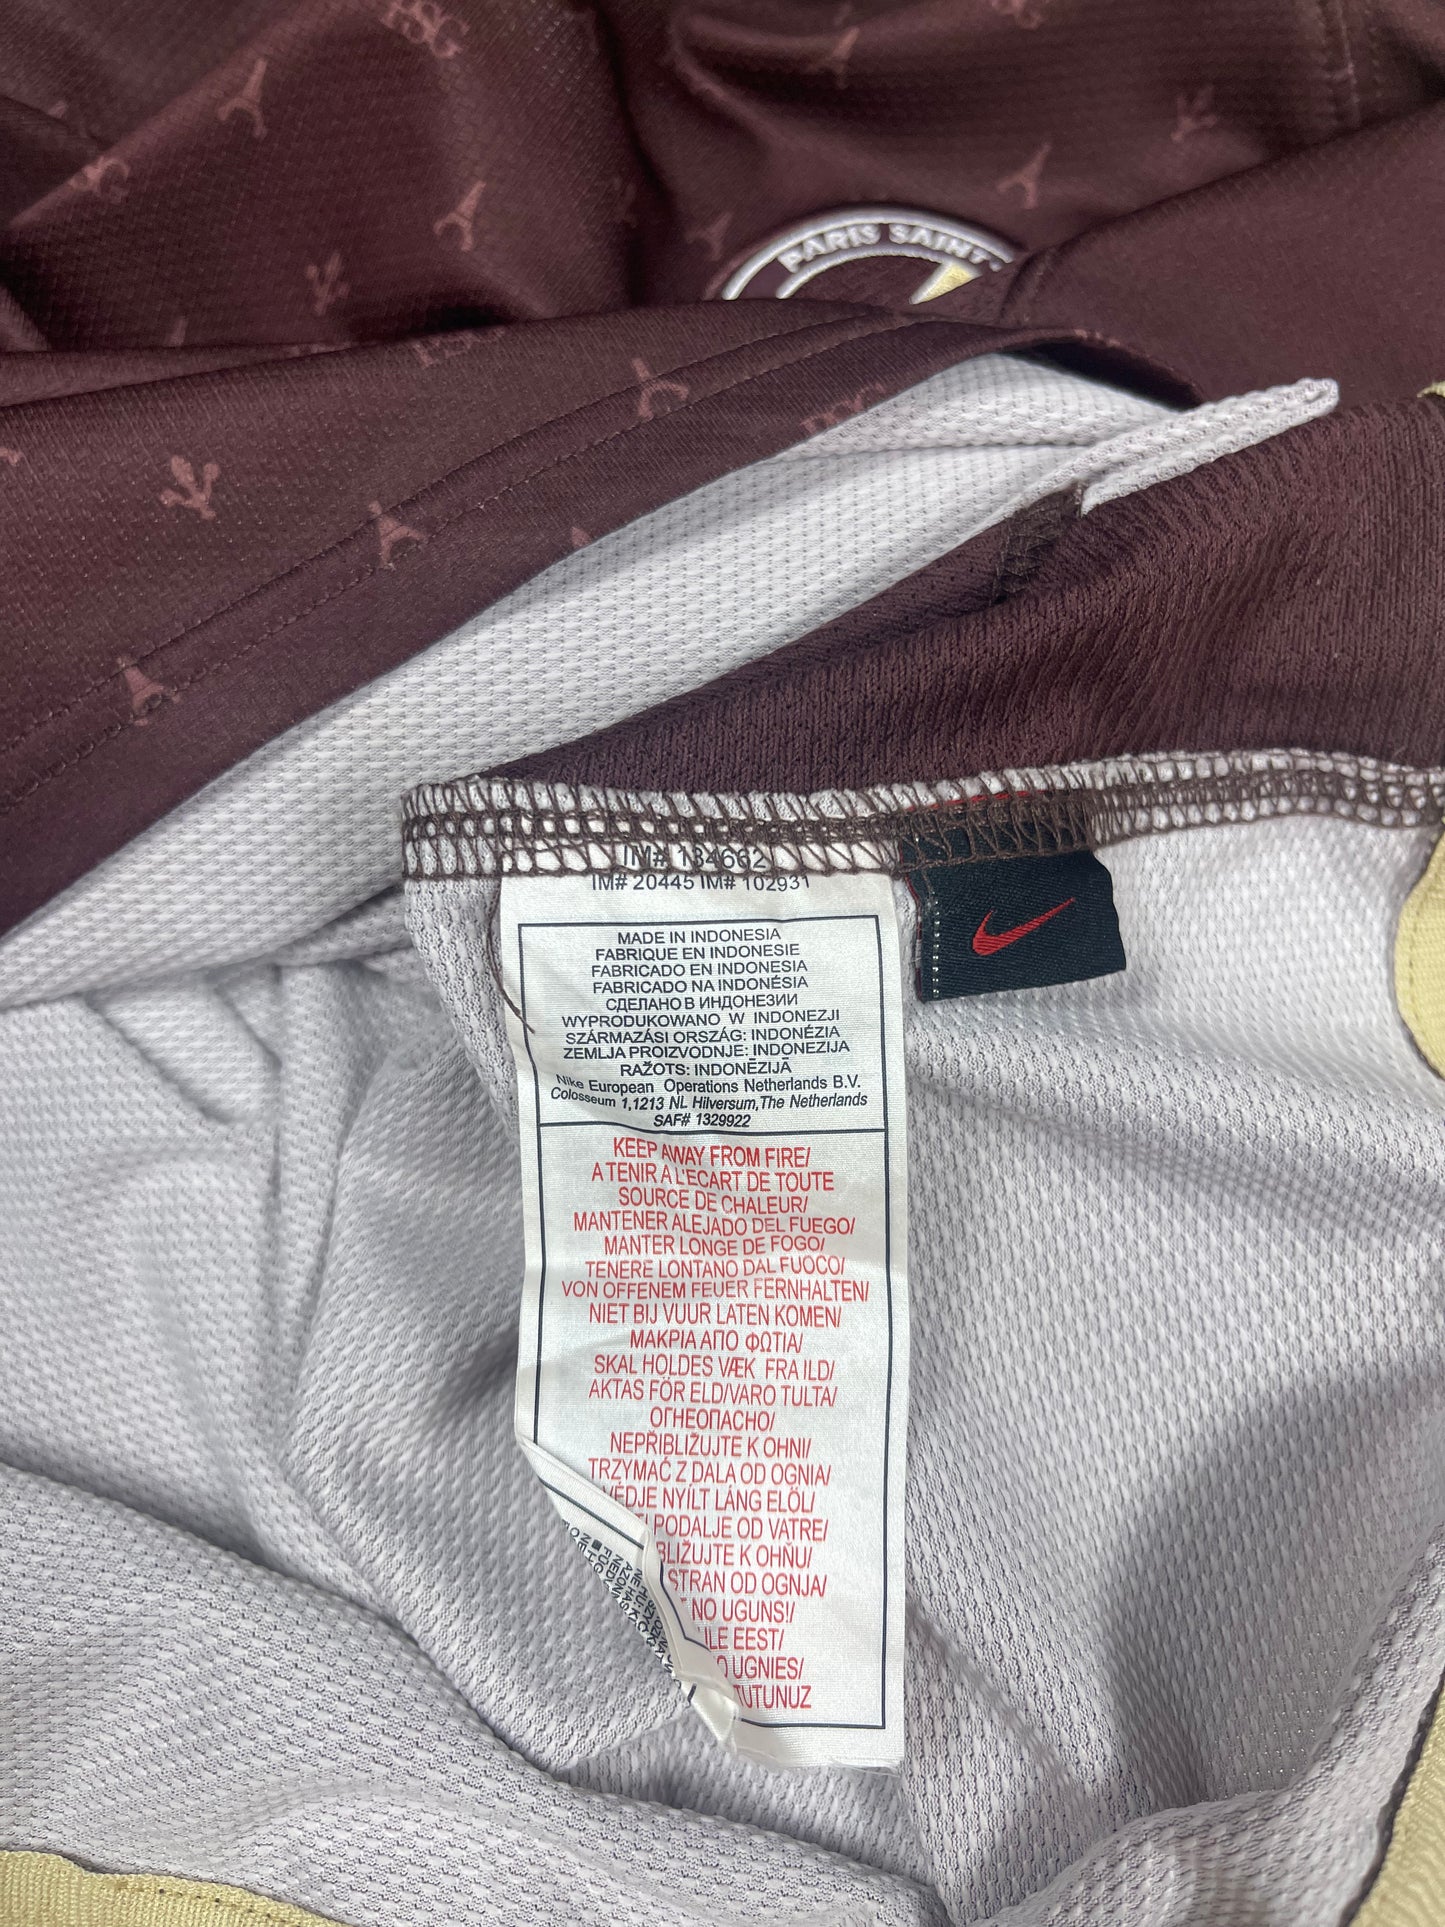 PSG
PARIS SAINT
IM# 134662
IM# 20445 IM# 102931
MADE IN INDONESIA
FABRIQUE EN INDONESIE
FABRICADO EN INDONESIA
FABRICADO NA INDONÉSIA
СДЕЛАНО В ИНДОНЕЗИИ
WYPRODUKOWANO W INDONEZJI
SZÁRMAZÁSI ORSZÁG: INDONÉZIA
ZEMLJA PROIZVODNJE: INDONEZIJA
RAŽOTS: INDONĒZIJĀ
Nike European Operations Netherlands B.V.
Colosseum 1,1213 NL Hilversum,The Netherlands
SAF# 1329922
KEEP AWAY FROM FIRE/
A TENIR A L'ECART DE TOUTE
SOURCE DE CHALEUR/
MANTENER ALEJADO DEL FUEGO/
MANTER LONGE DE FOGO/
TENERE LONTANO DAL FUOCO/
VON OFFENEM FEUER FERNHALTEN/
NIET BIJ VUUR LATEN KOMEN/
ΜΑΚΡΙΑ ΑΠΟ ΦΩΤΙΑ/
SKAL HOLDES VÆK FRA ILD/
AKTAS FÖR ELD/VARO TULTA/
ОГНЕОПАСНО/
NEPŘIBLIŽUJTE K OHNI/
TRZYMAĆ Z DALA OD OGNIA/
VÉDJE NYÍLT LÁNG ELŐL/
PODALJE OD VATRE/
BLIŽUJTE K OHŇU/
STRAN OD OGNJA/
NO UGUNS!/
EEST/
UGNIES/
TUTUNUZ